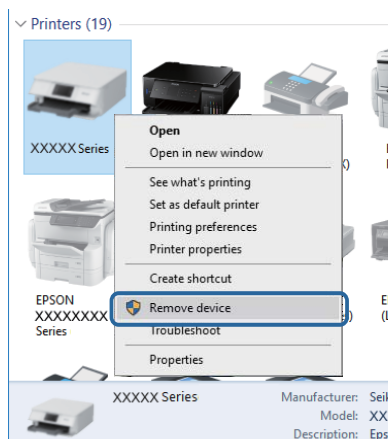 Printers (19)
XXXXX Series
Open
Open in new window
See what's printing
Set as default printer
Printing preferences
Printer properties
Create shortcut
Remove device
Troubleshoot
Properties
EPSON
XXXXXXXX
Series
XXXXX Series
Manufacturer:
Model: XX
Description: